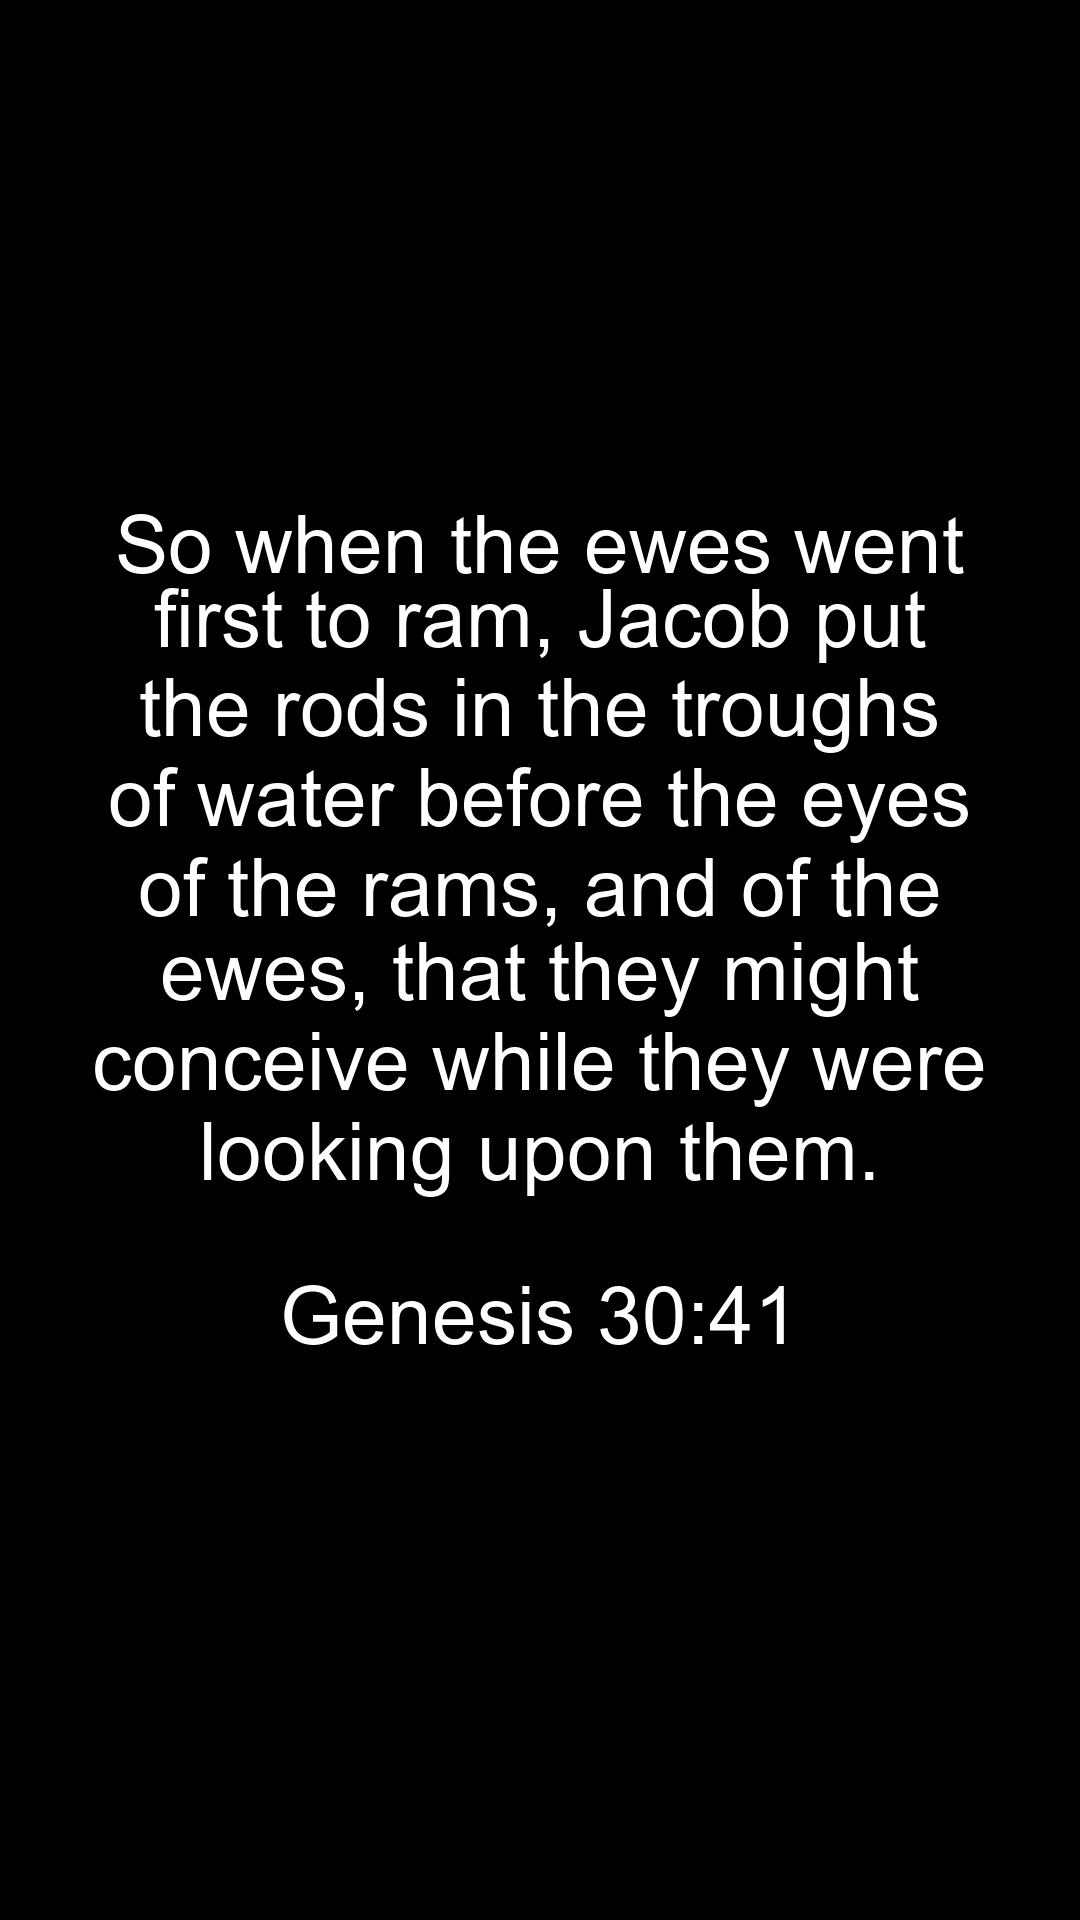 So when the ewes went
first to ram, Jacob put
the rods in the troughs
of water before the eyes
of the rams, and of the
ewes, that they might
conceive while they were
looking upon them.
Genesis 30:41